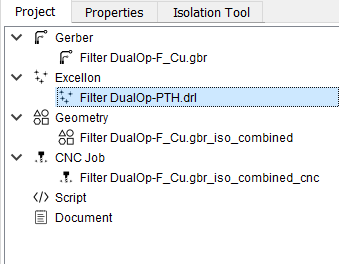 Project Properties Isolation Tool
Gerber
Filter DualOp-F_Cu.gbr
Excellon
Filter DualOp-PTH.drl
Geometry
Filter DualOp-F_Cu.gbr_iso_combined
CNC Job
Filter DualOp-F_Cu.gbr_iso_combined_cnc
Script
Document